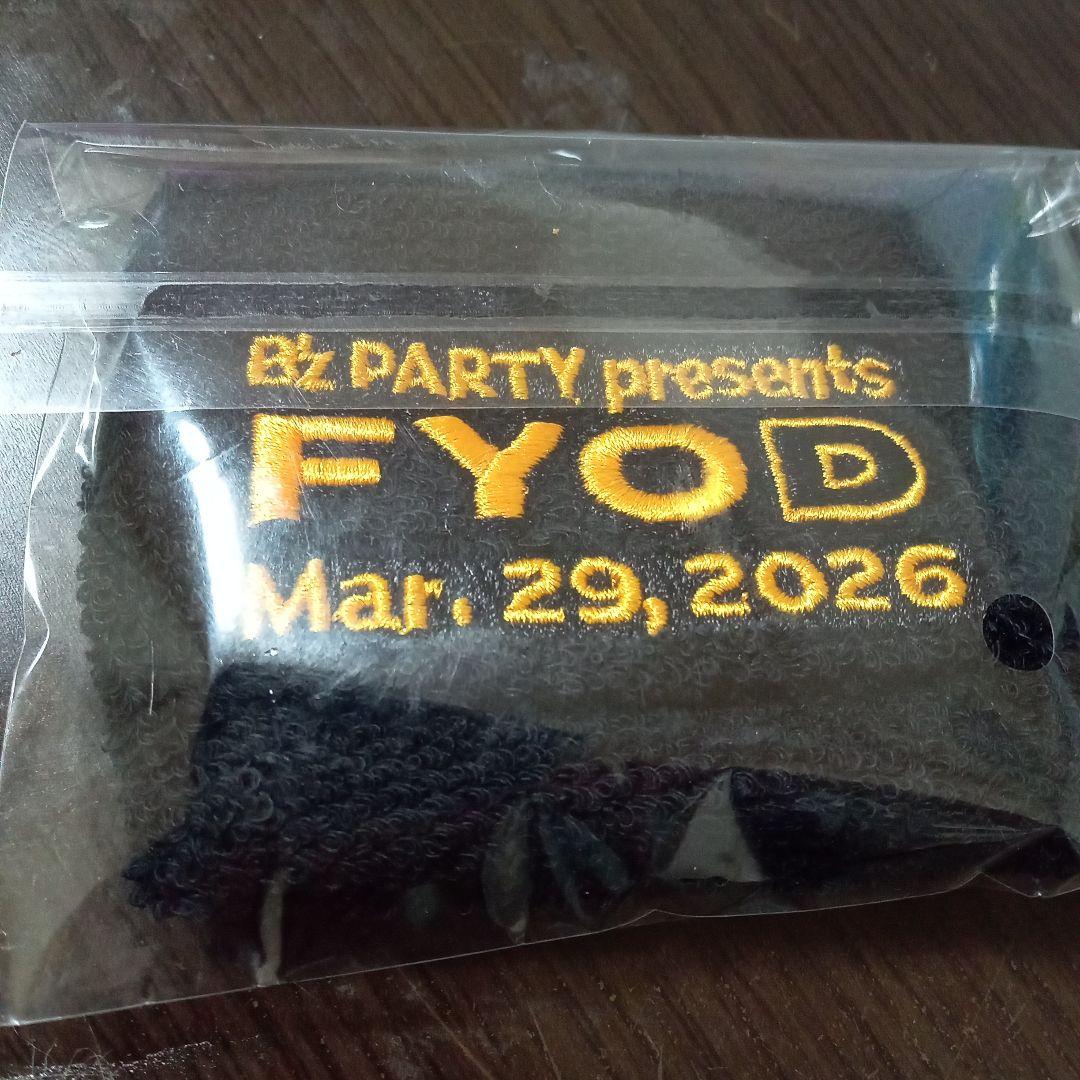 B'z PARTY presents
FYOD
Mar. 29, 2026